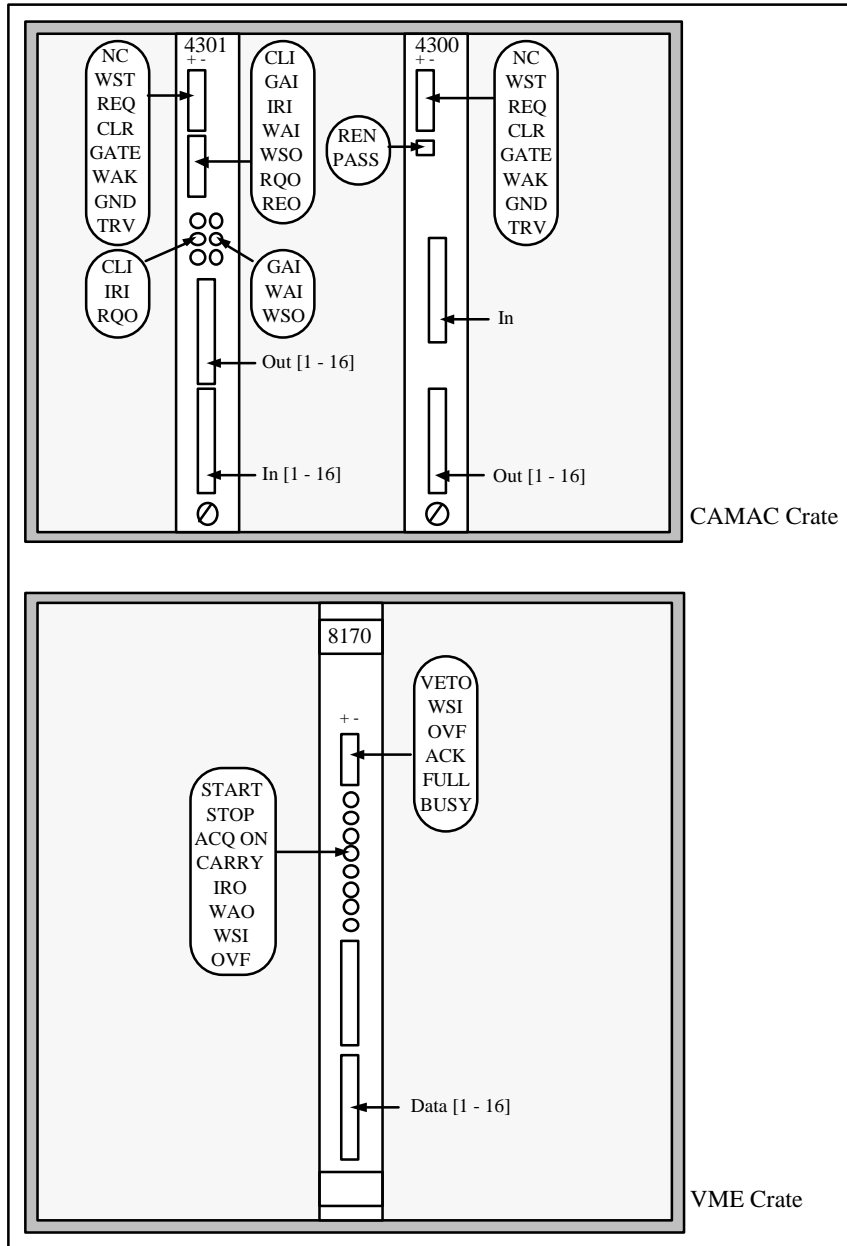 4301
+ -
NC
WST
REQ
CLR
GATE
WAK
GND
TRV
CLI
GAI
IRI
WAI
WSO
RQO
REO
CLI
IRI
RQO
GAI
WAI
WSO
Out [1 - 16]
In [1 - 16]
4300
+ -
REN
PASS
NC
WST
REQ
CLR
GATE
WAK
GND
TRV
In
Out [1 - 16]
CAMAC Crate
8170
+ -
VETO
WSI
OVF
ACK
FULL
BUSY
START
STOP
ACQ ON
CARRY
IRO
WAO
WSI
OVF
Data [1 - 16]
VME Crate